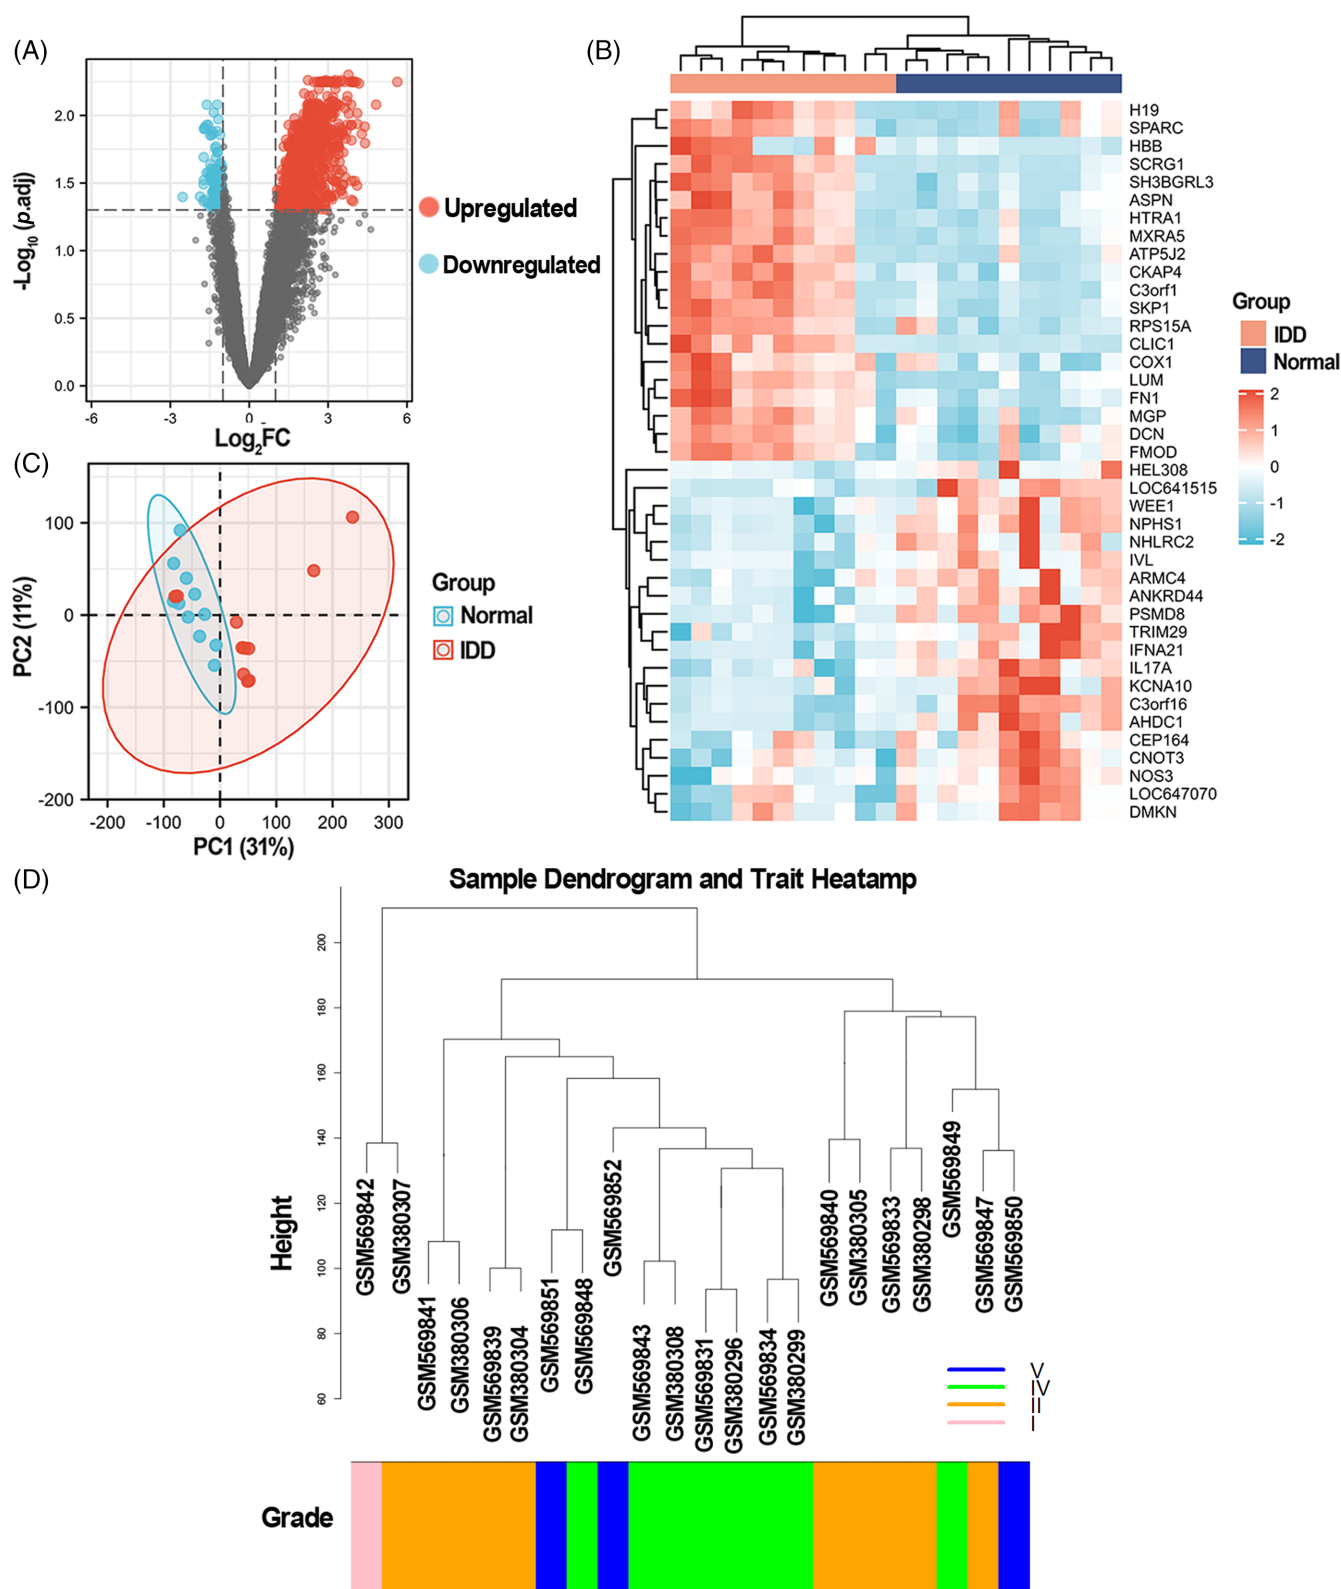 (A)
2.0
1.5
1.0
0.5
0.0
-Log10 (p.adj)
-6
-3
0
3
6
Log2FC
Upregulated
Downregulated
(B)
H19
SPARC
HBB
SCRG1
SH3BGRL3
ASPN
HTRA1
MXRA5
ATP5J2
CKAP4
C3orf1
SKP1
RPS15A
CLIC1
COX1
LUM
FN1
MGP
DCN
FMOD
HEL308
LOC641515
WEE1
NPHS1
NHLRC2
IVL
ARMC4
ANKRD44
PSMD8
TRIM29
IFNA21
IL17A
KCNA10
C3orf16
AHDC1
CEP164
CNOT3
NOS3
LOC647070
DMKN
Group
IDD
Normal
2
1
0
-1
-2
(C)
100
0
-100
-200
PC2 (11%)
-200
-100
0
100
200
300
PC1 (31%)
Group
Normal
IDD
(D)
Sample Dendrogram and Trait Heatamp
Height
200
180
160
140
120
100
80
60
GSM569842
GSM380307
GSM569841
GSM380306
GSM569839
GSM380304
GSM569851
GSM569848
GSM569852
GSM569843
GSM380308
GSM569831
GSM380296
GSM569834
GSM380299
GSM569840
GSM380305
GSM569833
GSM380298
GSM569849
GSM569847
GSM569850
V
IV
II
I
Grade